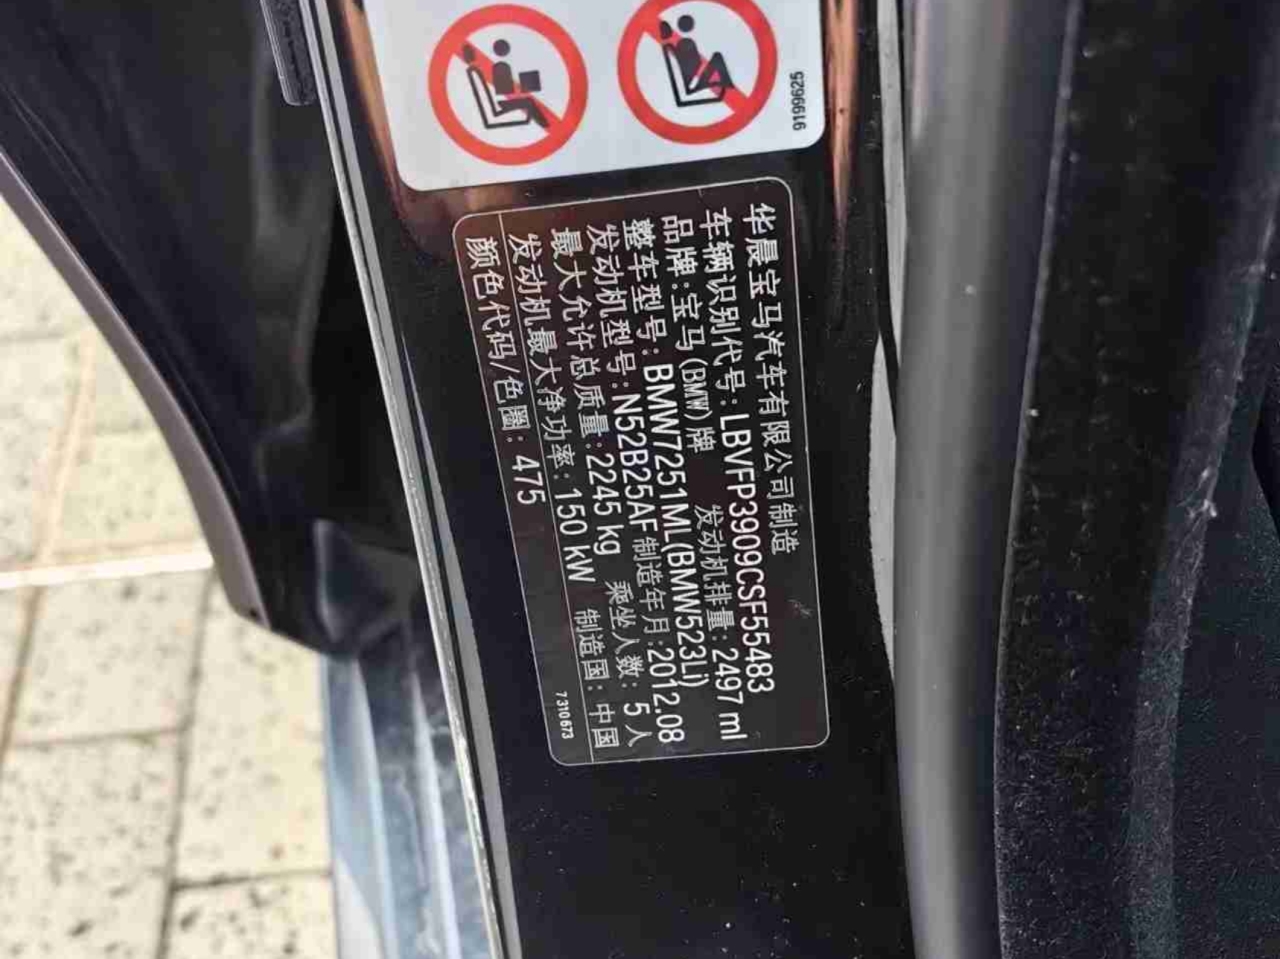 9199625
华晨宝马汽车有限公司制造
车辆识别代号: LBVFP3909CSF55483
品牌:宝马(BMW)牌 发动机排量: 2497 ml
整车型号: BMW7251ML(BMW523Li)
发动机型号: N52B25AF 制造年月:2012.08
最大允许总质量: 2245 kg 乘坐人数: 5人
发动机最大净功率: 150 kW 制造国: 中国
颜色代码/色圈: 475
7310673